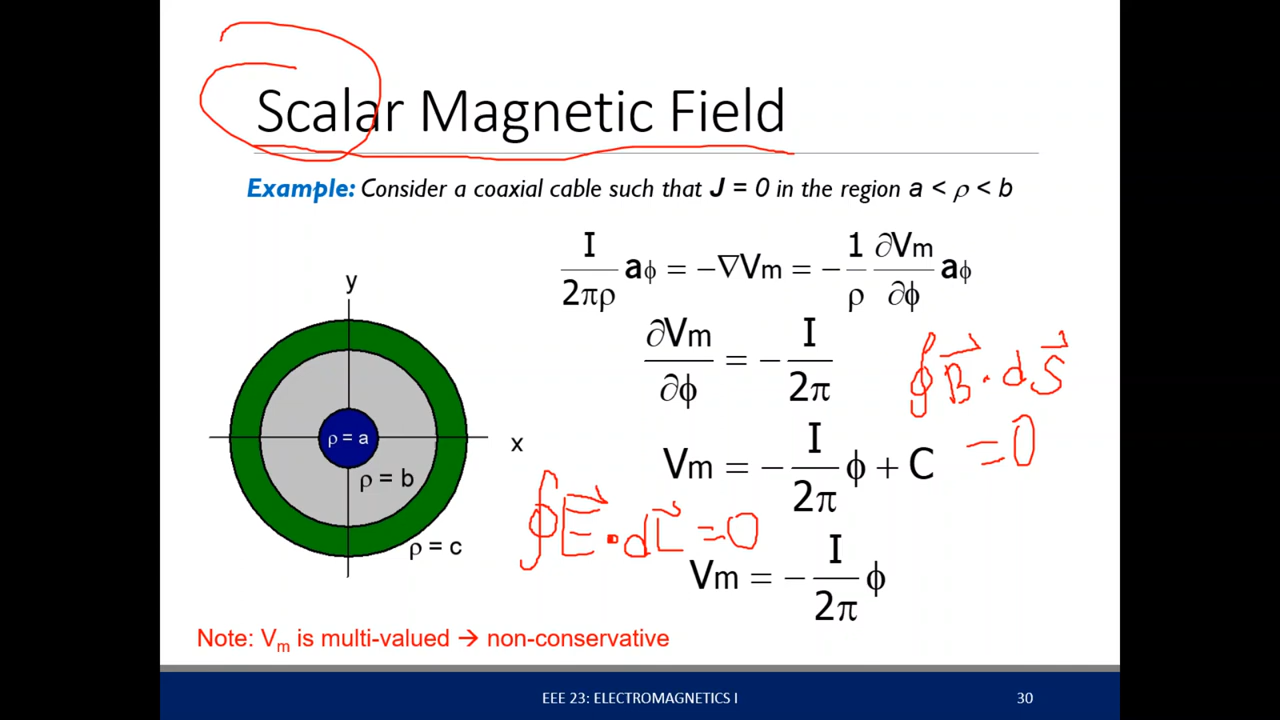 Scalar Magnetic Field
Example: Consider a coaxial cable such that J = 0 in the region a < ρ < b
I/2πρ aϕ = −∇Vm = −1/ρ ∂Vm/∂ϕ aϕ
∂Vm/∂ϕ = − I/2π
∮B⃗·dS⃗
= 0
Vm = − I/2π ϕ + C
∮E⃗·dL⃗ = 0
Vm = − I/2π ϕ
y
x
ρ = a
ρ = b
ρ = c
Note: Vm is multi-valued → non-conservative
EEE 23: ELECTROMAGNETICS I
30